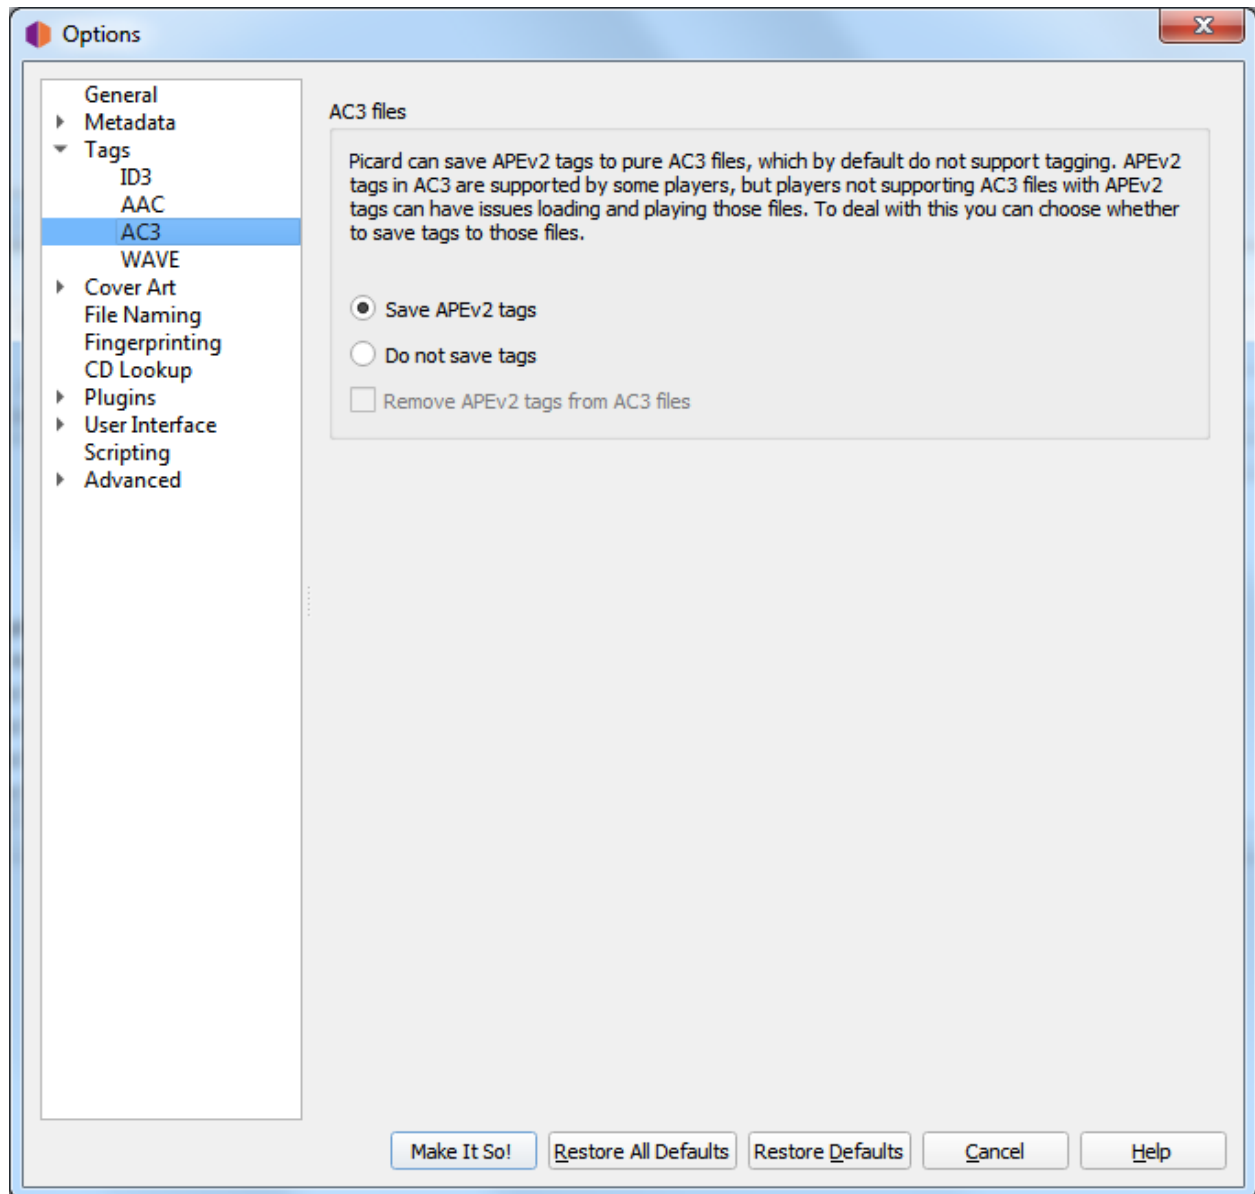 Options
General
Metadata
Tags
ID3
AAC
AC3
WAVE
Cover Art
File Naming
Fingerprinting
CD Lookup
Plugins
User Interface
Scripting
Advanced
AC3 files
Picard can save APEv2 tags to pure AC3 files, which by default do not support tagging. APEv2
tags in AC3 are supported by some players, but players not supporting AC3 files with APEv2
tags can have issues loading and playing those files. To deal with this you can choose whether
to save tags to those files.
Save APEv2 tags
Do not save tags
Remove APEv2 tags from AC3 files
Make It So! Restore All Defaults Restore Defaults Cancel Help